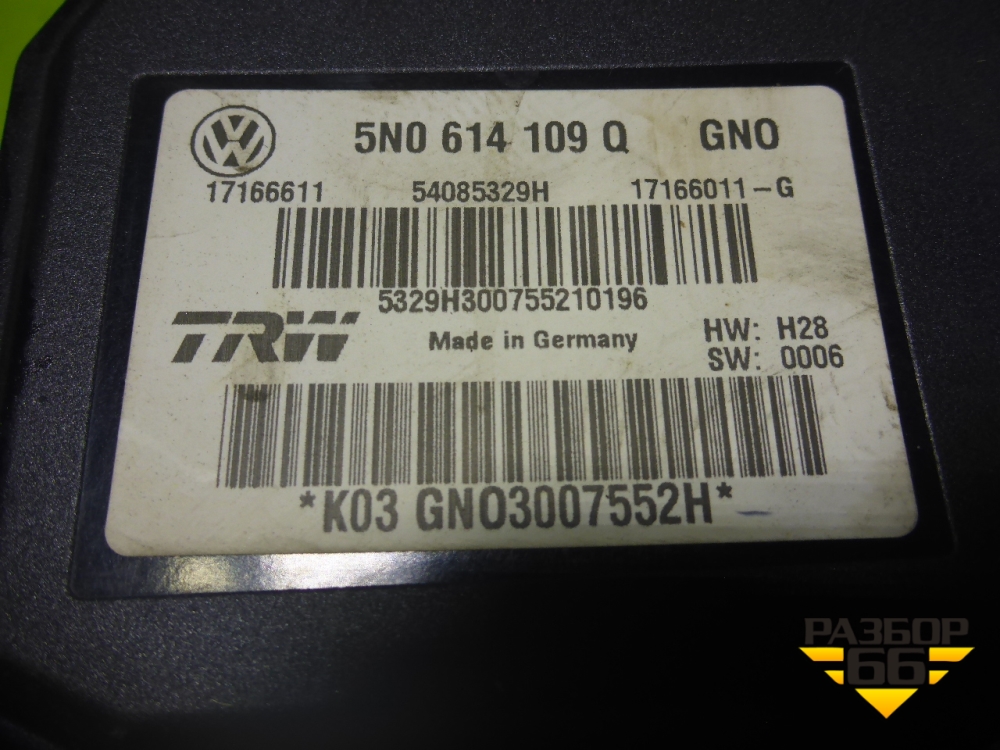 5N0 614 109 Q GNO
17166611 54085329H 17166011-G
5329H300755210196
TRW Made in Germany HW: H28
SW: 0006
*K03 GNO3007552H*
РАЗБОР
66